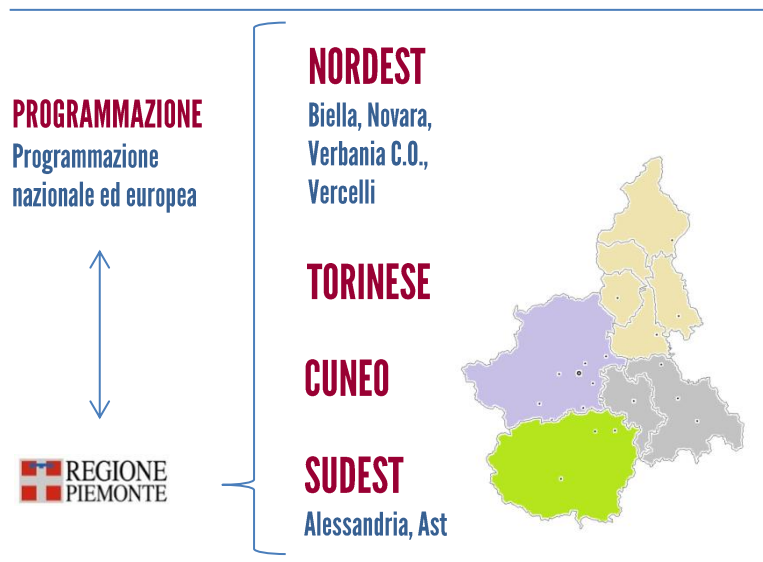 PROGRAMMAZIONE
Programmazione
nazionale ed europea
REGIONE
PIEMONTE
NORDEST
Biella, Novara,
Verbania C.O.,
Vercelli
TORINESE
CUNEO
SUDEST
Alessandria, Ast